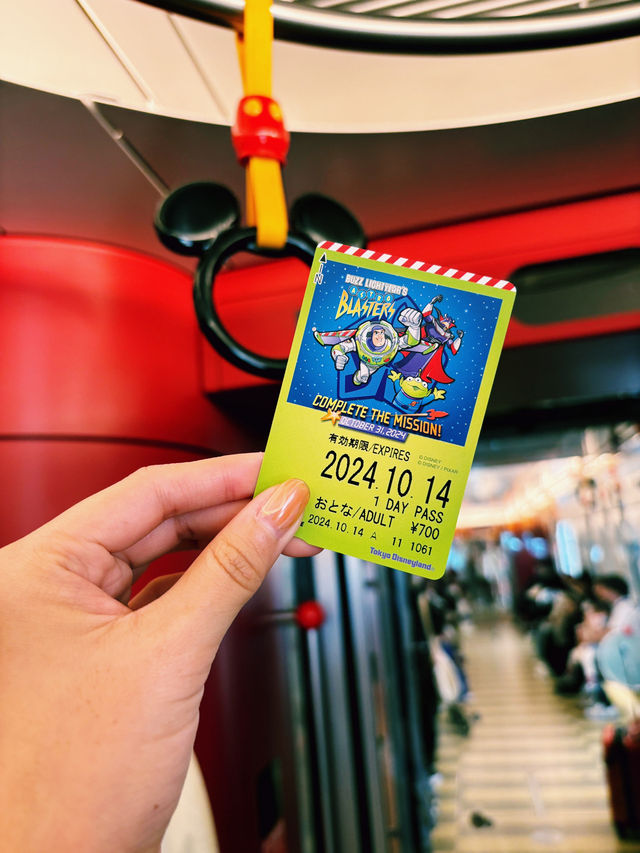 ↑IN
BUZZ LIGHTYEAR'S
ASTRO
BLASTERS
COMPLETE THE MISSION!
OCTOBER 31, 2024
© DISNEY
© DISNEY / PIXAR
有効期限/EXPIRES
2024.10.14
1 DAY PASS
おとな/ADULT ¥700
2024.10.14 A 11 1061
Tokyo Disneyland®